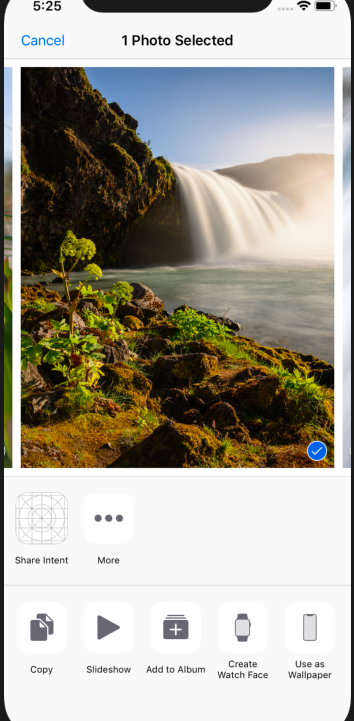 5:25
Cancel
1 Photo Selected
Share Intent
More
Copy
Slideshow
Add to Album
Create
Watch Face
Use as
Wallpaper